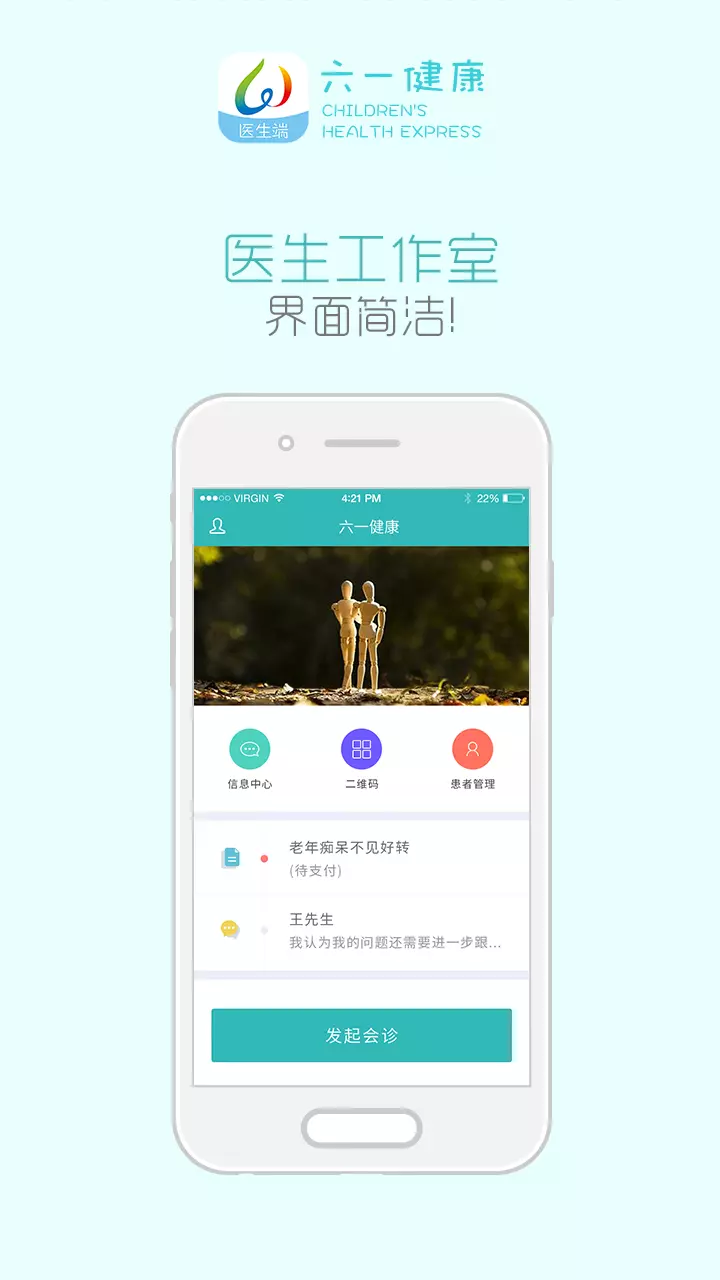 六一健康
CHILDREN'S
HEALTH EXPRESS
医生端
医生工作室
界面简洁!
VIRGIN 4:21 PM 22%
六一健康
信息中心 二维码 患者管理
老年痴呆不见好转
(待支付)
王先生
我认为我的问题还需要进一步跟...
发起会诊